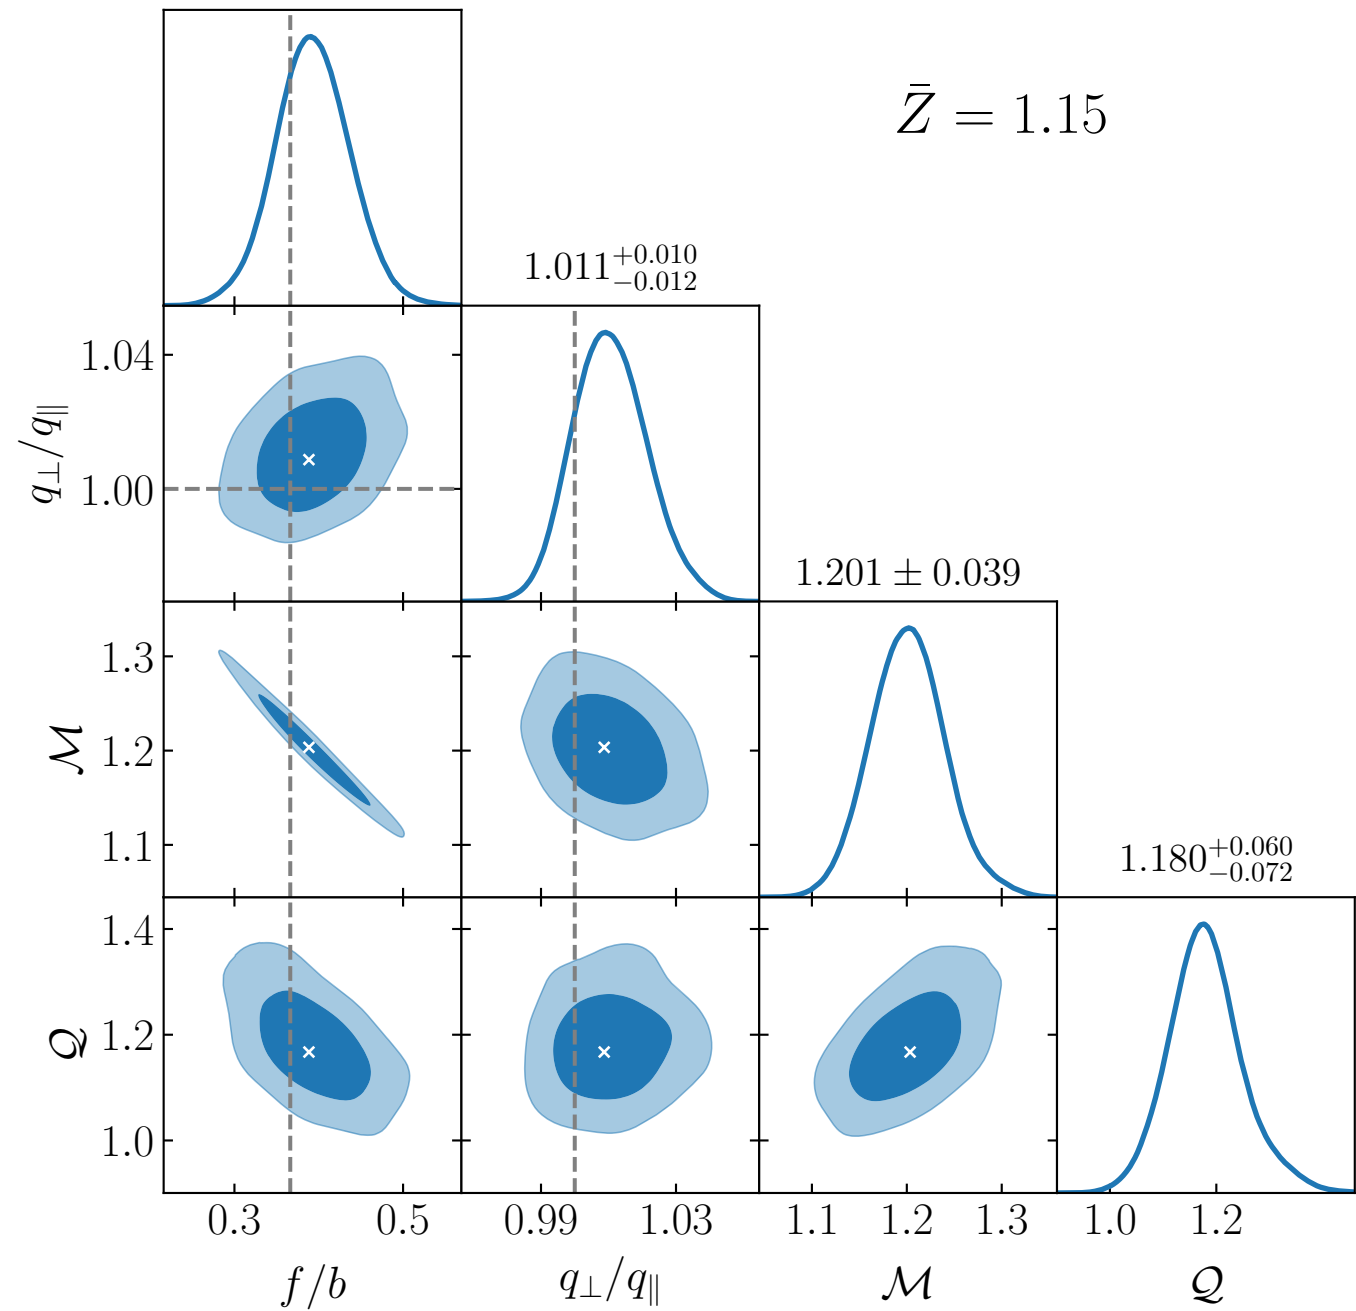 Z̄ = 1.15
1.011⁺⁰·⁰¹⁰₋₀.₀₁₂
1.04
1.00
q⊥/q∥
1.201 ± 0.039
1.3
1.2
1.1
ℳ
1.180⁺⁰·⁰⁶⁰₋₀.₀₇₂
1.4
1.2
1.0
𝒬
0.3 0.5 0.99 1.03 1.1 1.2 1.3 1.0 1.2
f/b q⊥/q∥ ℳ 𝒬